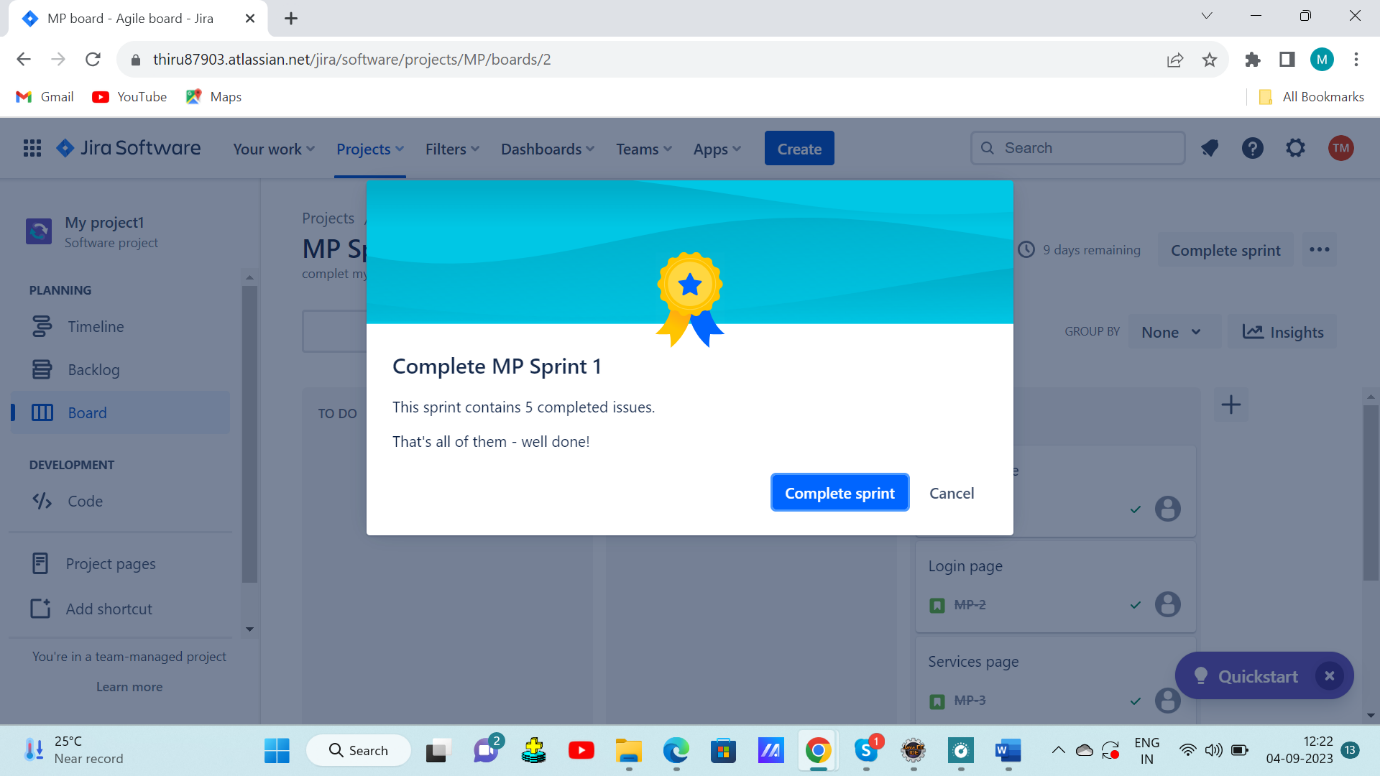 MP board - Agile board - Jira
thiru87903.atlassian.net/jira/software/projects/MP/boards/2
M
Gmail YouTube Maps All Bookmarks
Jira Software Your work Projects Filters Dashboards Teams Apps Create Search TM
My project1
Software project
PLANNING
Timeline
Backlog
Board
DEVELOPMENT
Code
Project pages
Add shortcut
You're in a team-managed project
Learn more
Projects
MP
complet my
9 days remaining Complete sprint
GROUP BY None Insights
TO DO
Complete MP Sprint 1
This sprint contains 5 completed issues.
That's all of them - well done!
Complete sprint Cancel
Login page
MP-2
Services page
MP-3
Quickstart
25°C
Near record
Search
2
1
ENG
IN
12:22
04-09-2023
13